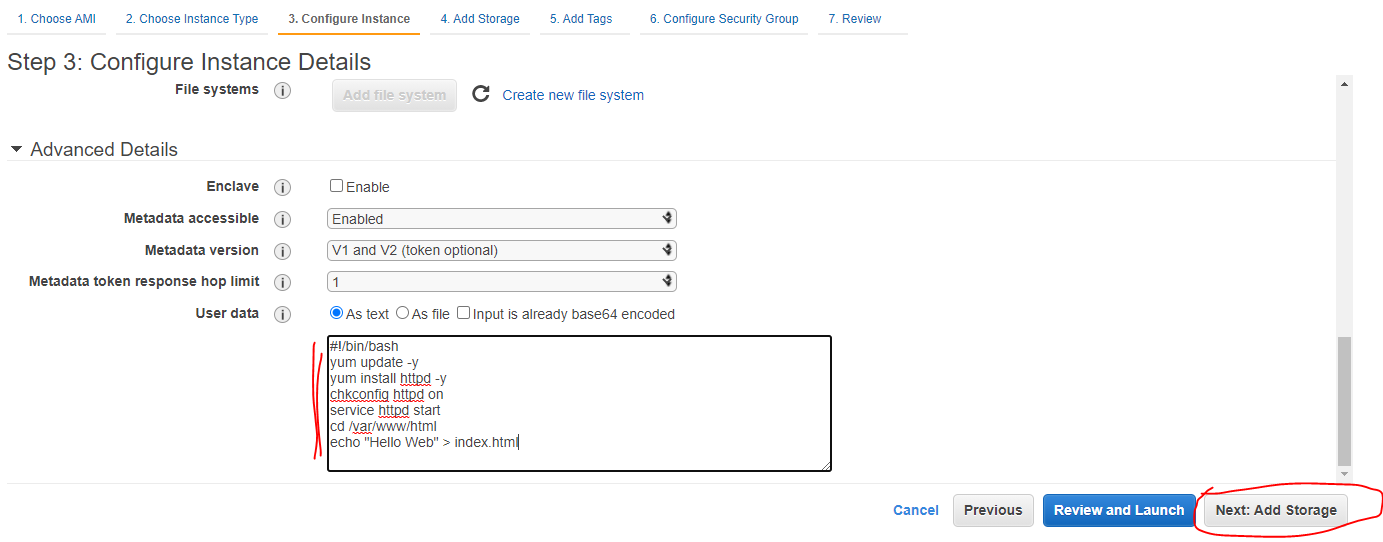 1. Choose AMI 2. Choose Instance Type 3. Configure Instance 4. Add Storage 5. Add Tags 6. Configure Security Group 7. Review
Step 3: Configure Instance Details
File systems i Add file system Create new file system
Advanced Details
Enclave i Enable
Metadata accessible i Enabled
Metadata version i V1 and V2 (token optional)
Metadata token response hop limit i 1
User data i As text As file Input is already base64 encoded
#!/bin/bash
yum update -y
yum install httpd -y
chkconfig httpd on
service httpd start
cd /var/www/html
echo "Hello Web" > index.html
Cancel Previous Review and Launch Next: Add Storage